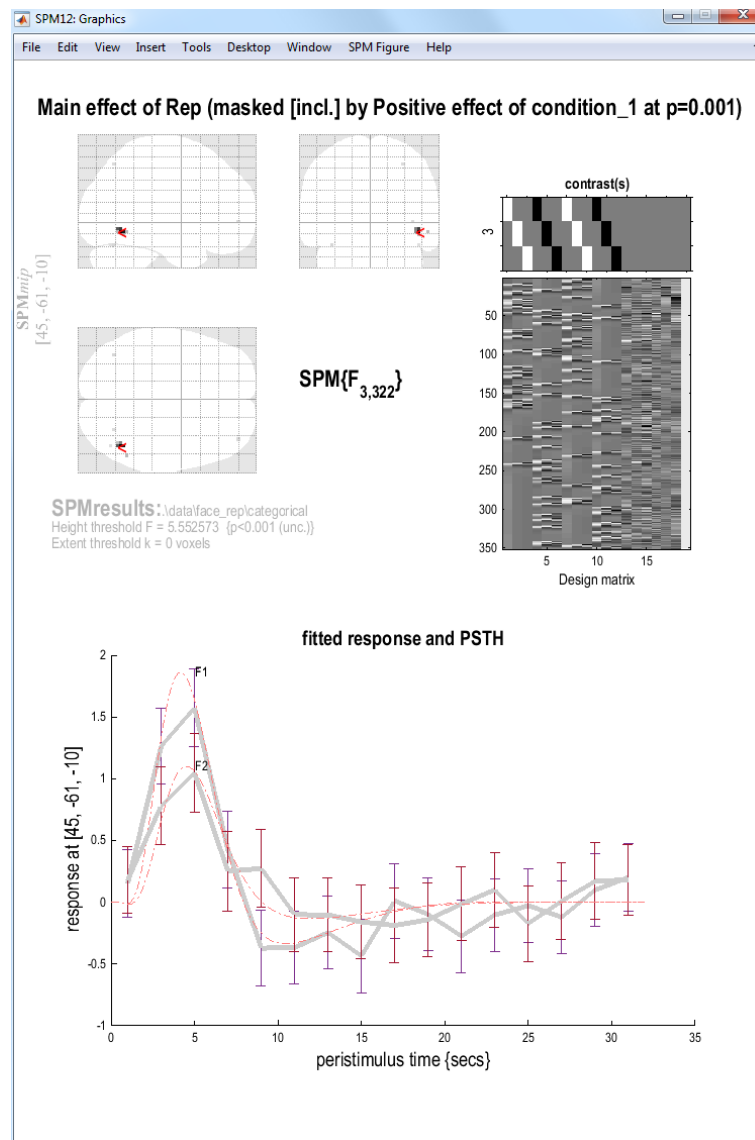 SPM12: Graphics
File Edit View Insert Tools Desktop Window SPM Figure Help
Main effect of Rep (masked [incl.] by Positive effect of condition_1 at p=0.001)
SPMmip
[45, -61, -10]
<
<
<
SPM{F3,322}
contrast(s)
3
50
100
150
200
250
300
350
5 10 15
Design matrix
SPMresults:.\data\face_rep\categorical
Height threshold F = 5.552573 {p<0.001 (unc.)}
Extent threshold k = 0 voxels
fitted response and PSTH
response at [45, -61, -10]
2
1.5
1
0.5
0
-0.5
-1
F1
F2
0 5 10 15 20 25 30 35
peristimulus time {secs}